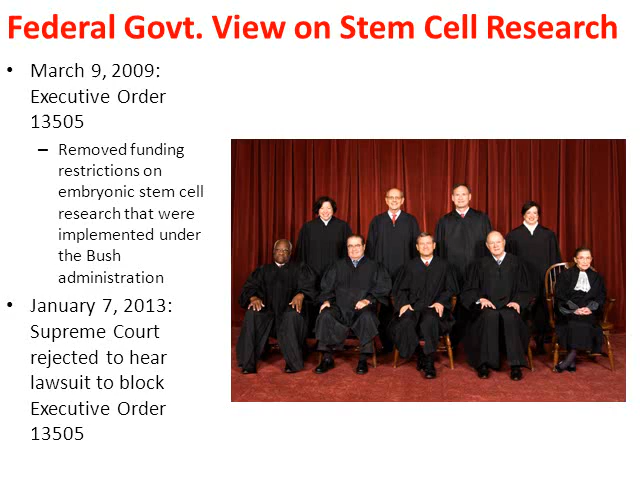 Federal Govt. View on Stem Cell Research
• March 9, 2009:
Executive Order
13505
– Removed funding
restrictions on
embryonic stem cell
research that were
implemented under
the Bush
administration
• January 7, 2013:
Supreme Court
rejected to hear
lawsuit to block
Executive Order
13505